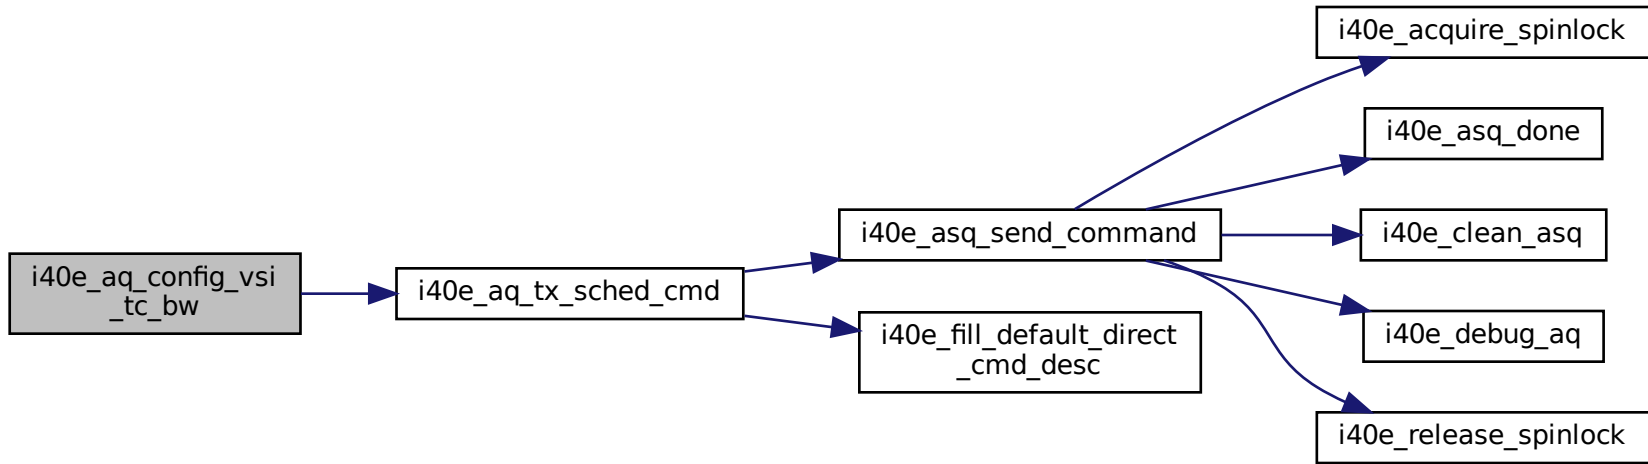 i40e_aq_config_vsi
_tc_bw
i40e_aq_tx_sched_cmd
i40e_asq_send_command
i40e_fill_default_direct
_cmd_desc
i40e_acquire_spinlock
i40e_asq_done
i40e_clean_asq
i40e_debug_aq
i40e_release_spinlock